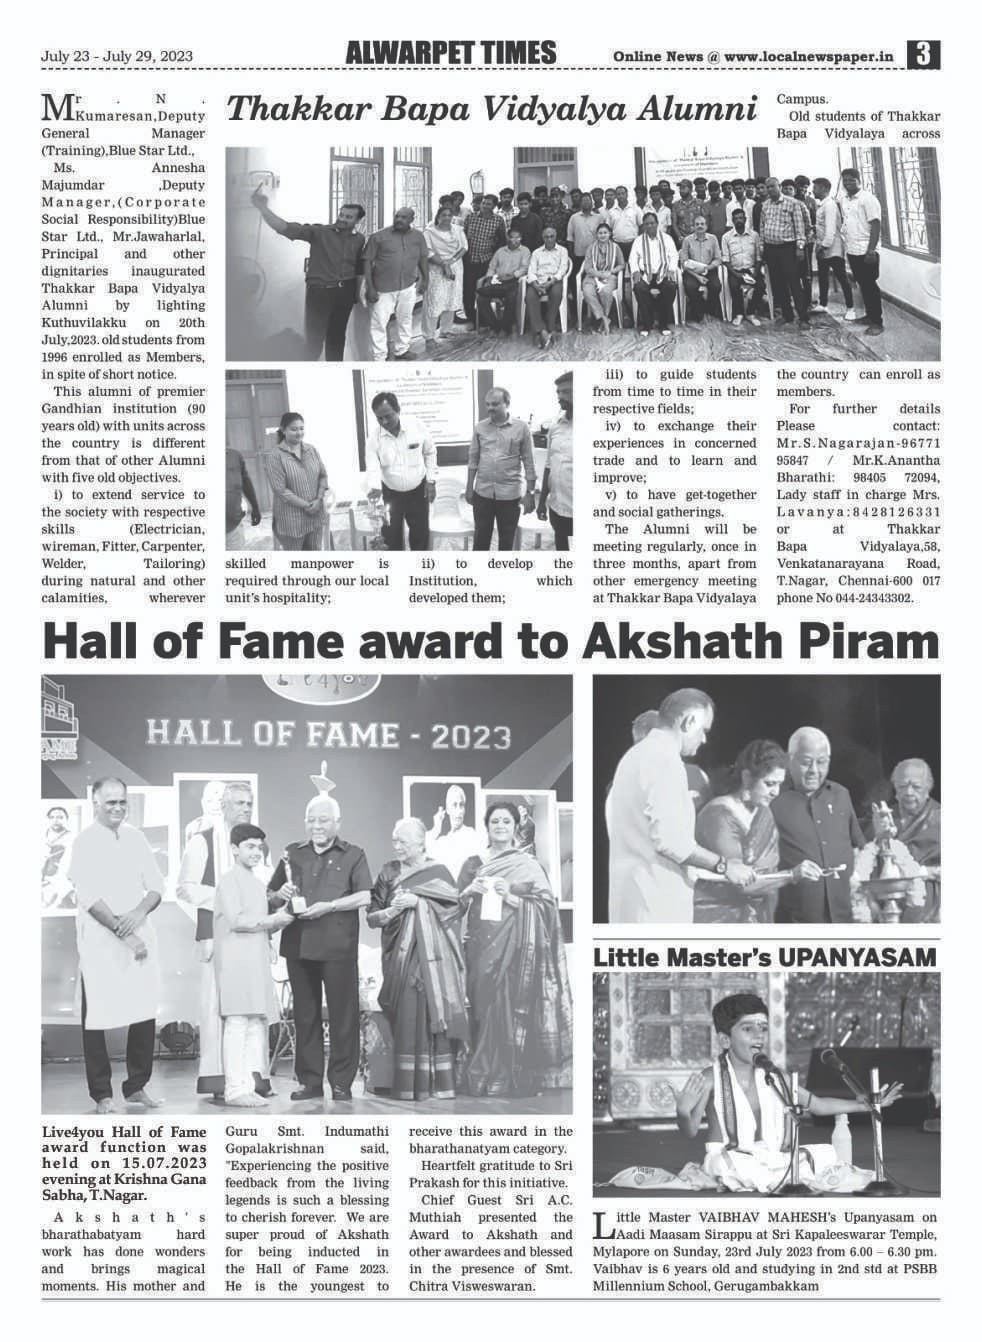 July 23 - July 29, 2023
ALWARPET TIMES
Online News @ www.localnewspaper.in
3
Thakkar Bapa Vidyalya Alumni
Mr . N .
Kumaresan,Deputy
General Manager
(Training),Blue Star Ltd.,
Ms. Annesha
Majumdar ,Deputy
Manager,(Corporate
Social Responsibility)Blue
Star Ltd., Mr.Jawaharlal,
Principal and other
dignitaries inaugurated
Thakkar Bapa Vidyalya
Alumni by lighting
Kuthuvilakku on 20th
July,2023. old students from
1996 enrolled as Members,
in spite of short notice.
This alumni of premier
Gandhian institution (90
years old) with units across
the country is different
from that of other Alumni
with five old objectives.
i) to extend service to
the society with respective
skills (Electrician,
wireman, Fitter, Carpenter,
Welder, Tailoring)
during natural and other
calamities, wherever
skilled manpower is
required through our local
unit's hospitality;
ii) to develop the
Institution, which
developed them;
iii) to guide students
from time to time in their
respective fields;
iv) to exchange their
experiences in concerned
trade and to learn and
improve;
v) to have get-together
and social gatherings.
The Alumni will be
meeting regularly, once in
three months, apart from
other emergency meeting
at Thakkar Bapa Vidyalaya
Campus.
Old students of Thakkar
Bapa Vidyalaya across
the country can enroll as
members.
For further details
Please contact:
Mr.S.Nagarajan-96771
95847 / Mr.K.Anantha
Bharathi: 98405 72094,
Lady staff in charge Mrs.
Lavanya:8428126331
or at Thakkar
Bapa Vidyalaya,58,
Venkatanarayana Road,
T.Nagar, Chennai-600 017
phone No 044-24343302.
Hall of Fame award to Akshath Piram
HALL OF FAME - 2023
Live4you Hall of Fame
award function was
held on 15.07.2023
evening at Krishna Gana
Sabha, T.Nagar.
Akshath's
bharathabatyam hard
work has done wonders
and brings magical
moments. His mother and
Guru Smt. Indumathi
Gopalakrishnan said,
"Experiencing the positive
feedback from the living
legends is such a blessing
to cherish forever. We are
super proud of Akshath
for being inducted in
the Hall of Fame 2023.
He is the youngest to
receive this award in the
bharathanatyam category.
Heartfelt gratitude to Sri
Prakash for this initiative.
Chief Guest Sri A.C.
Muthiah presented the
Award to Akshath and
other awardees and blessed
in the presence of Smt.
Chitra Visweswaran.
Little Master's UPANYASAM
Little Master VAIBHAV MAHESH's Upanyasam on
Aadi Maasam Sirappu at Sri Kapaleeswarar Temple,
Mylapore on Sunday, 23rd July 2023 from 6.00 – 6.30 pm.
Vaibhav is 6 years old and studying in 2nd std at PSBB
Millennium School, Gerugambakkam